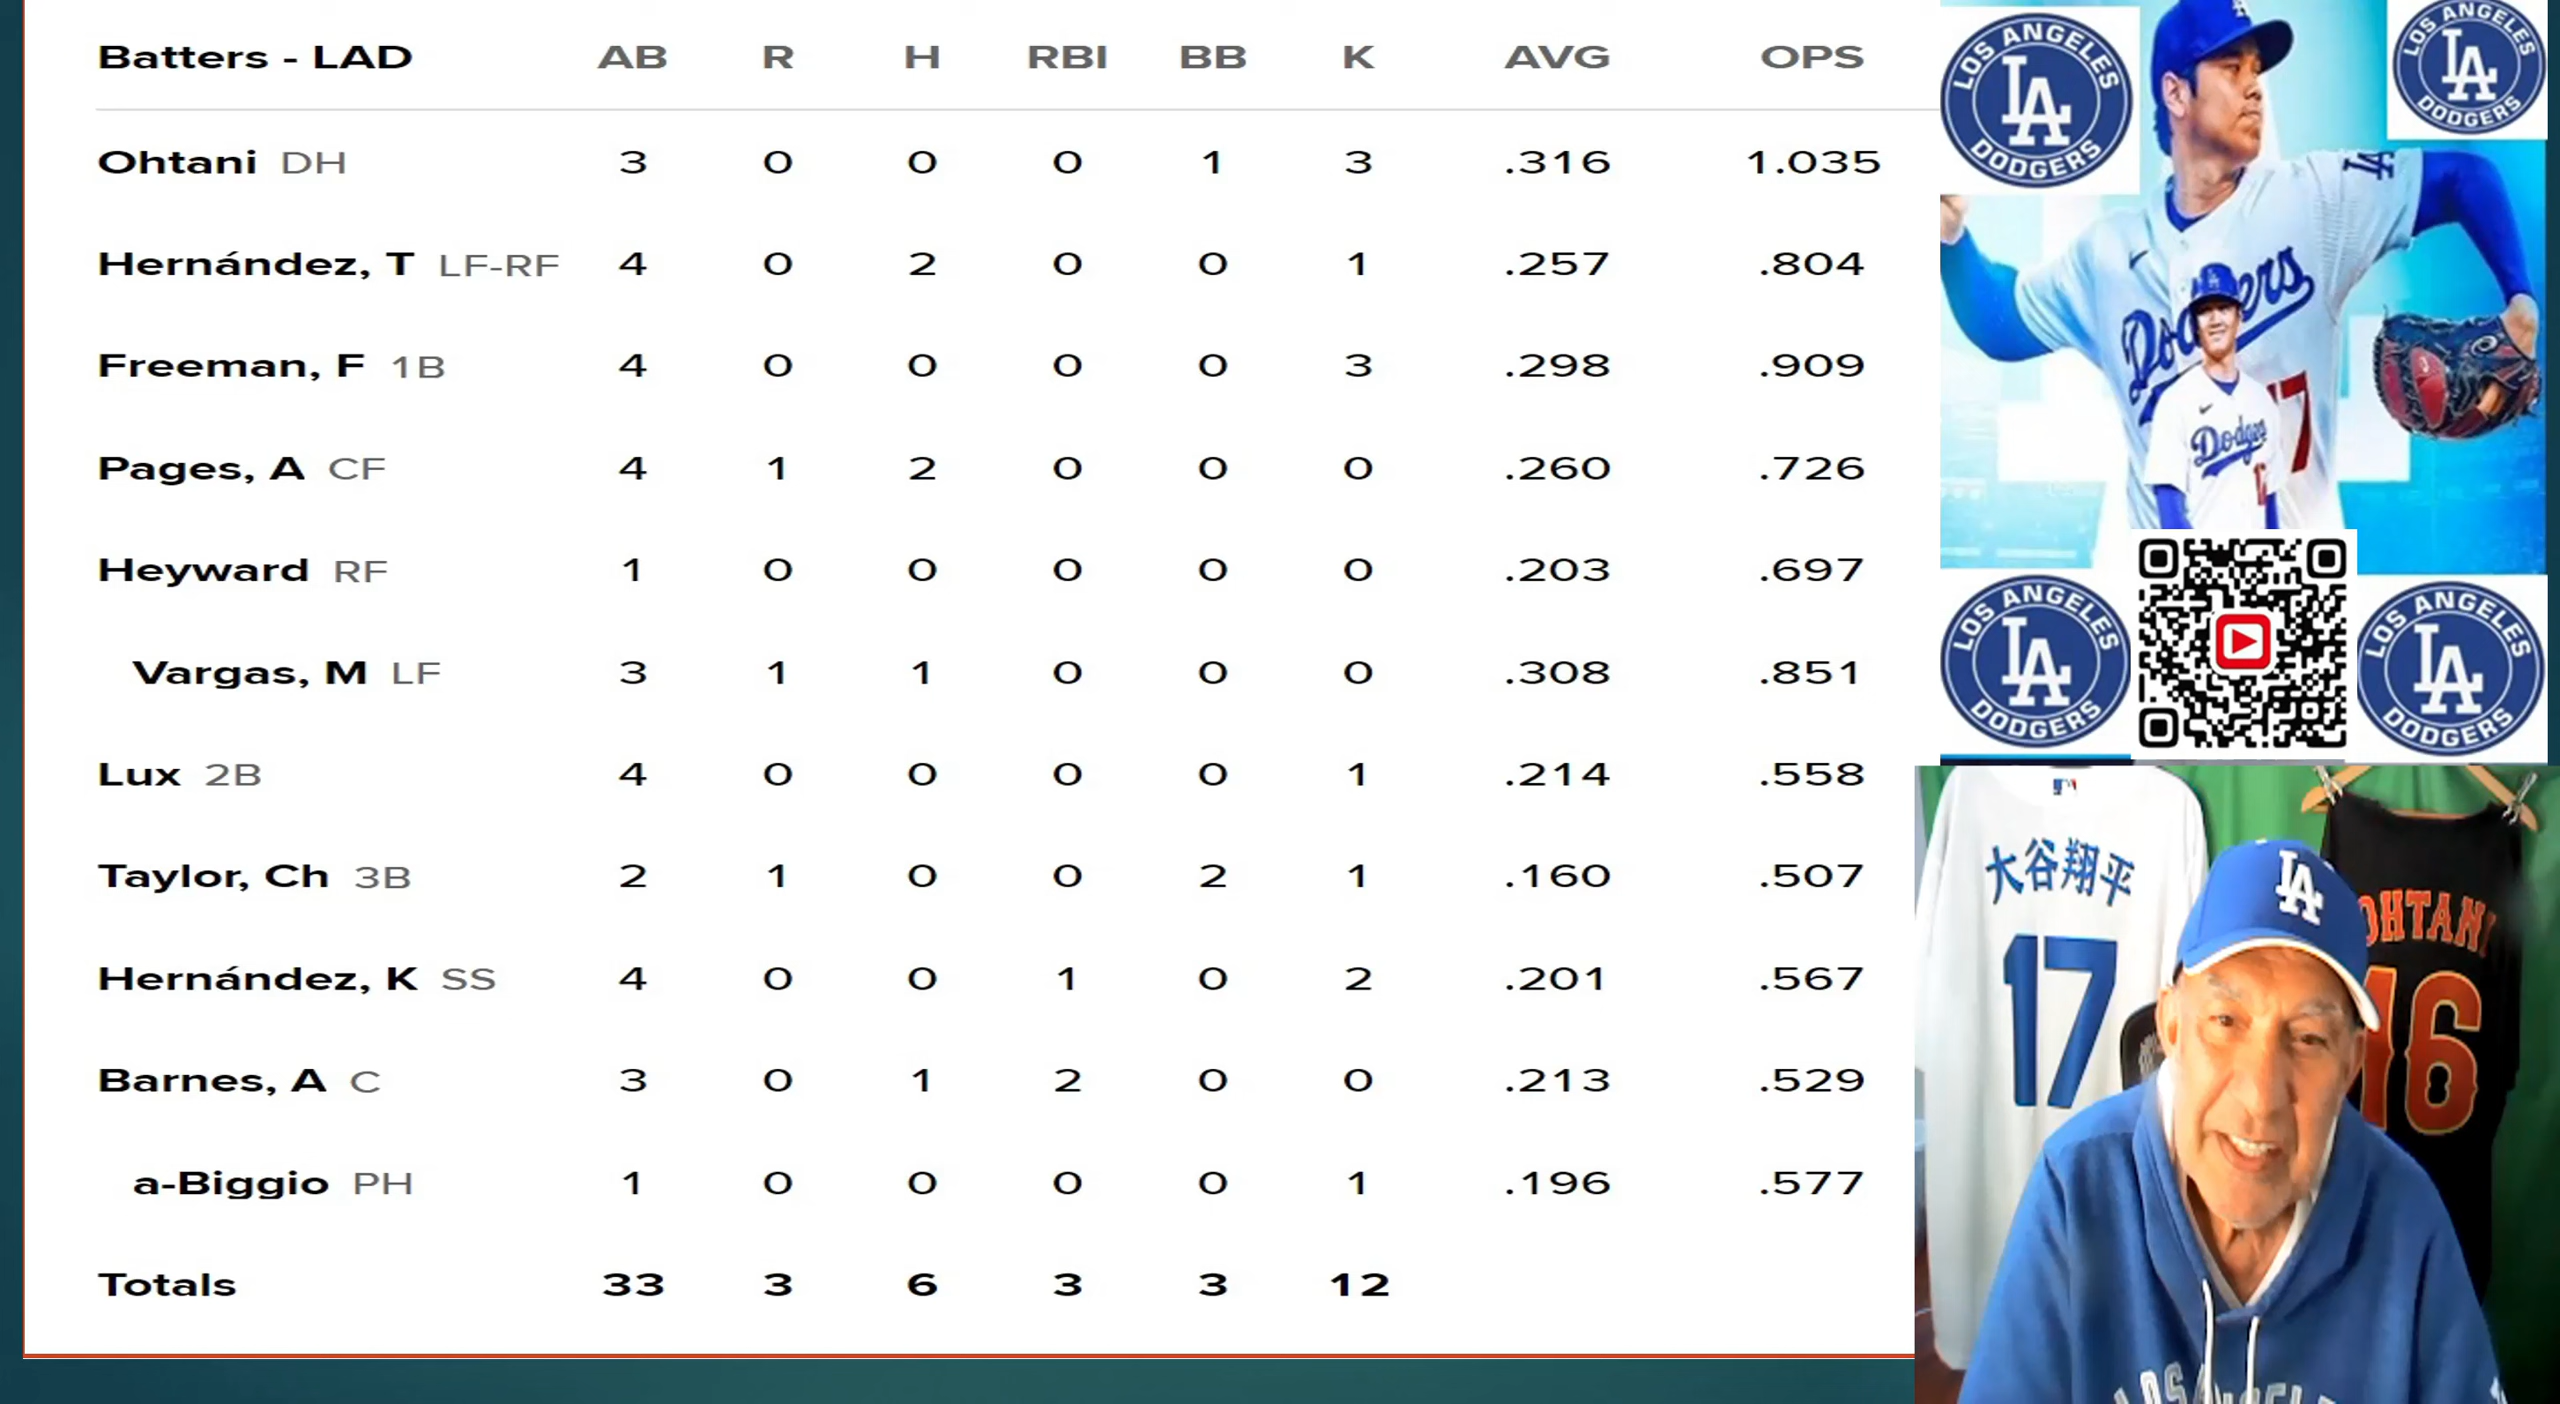 Batters - LAD AB R H RBI BB K AVG OPS
Ohtani DH 3 0 0 0 1 3 .316 1.035
Hernández, T LF-RF 4 0 2 0 0 1 .257 .804
Freeman, F 1B 4 0 0 0 0 3 .298 .909
Pages, A CF 4 1 2 0 0 0 .260 .726
Heyward RF 1 0 0 0 0 0 .203 .697
Vargas, M LF 3 1 1 0 0 0 .308 .851
Lux 2B 4 0 0 0 0 1 .214 .558
Taylor, Ch 3B 2 1 0 0 2 1 .160 .507
Hernández, K SS 4 0 0 1 0 2 .201 .567
Barnes, A C 3 0 1 2 0 0 .213 .529
a-Biggio PH 1 0 0 0 0 1 .196 .577
Totals 33 3 6 3 3 12
LOS ANGELES
LA
DODGERS
LOS ANGELES
LA
DODGERS
LA
LA
Dodgers
17
Dodgers
LOS ANGELES
LA
DODGERS
LOS ANGELES
LA
DODGERS
大谷翔平
17
OHTANI
16
LA